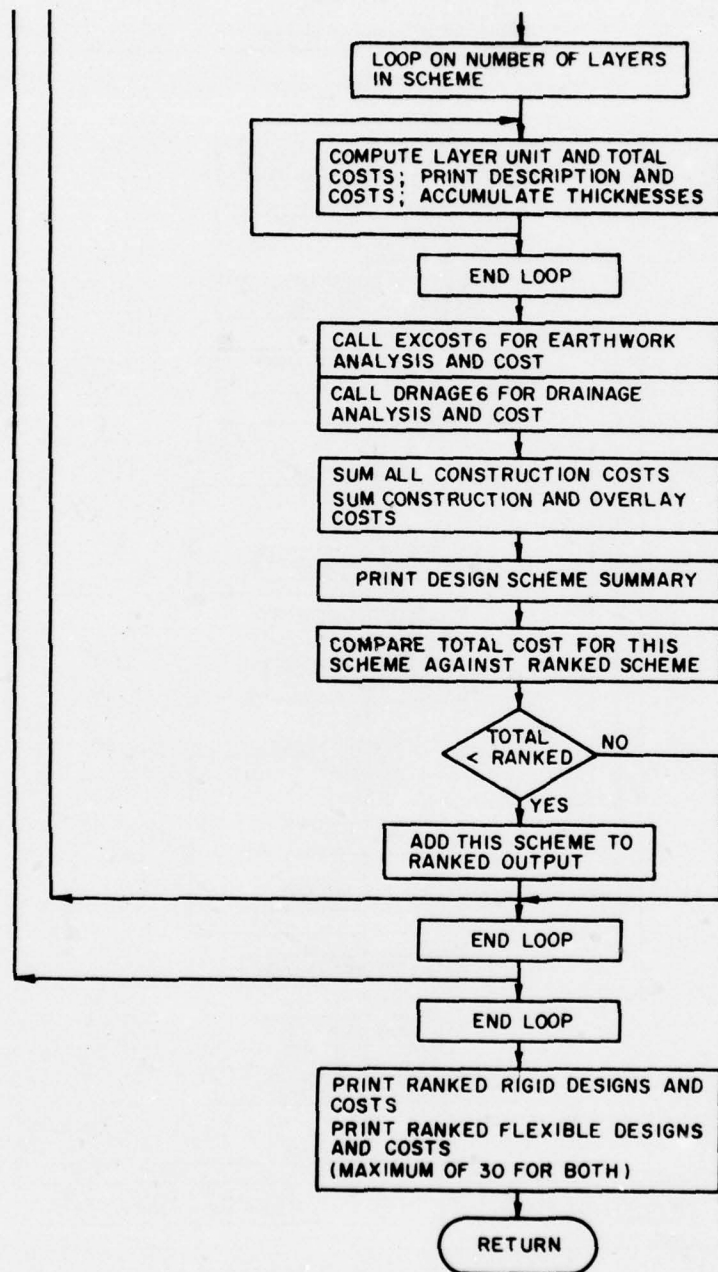 LOOP ON NUMBER OF LAYERS
IN SCHEME
COMPUTE LAYER UNIT AND TOTAL
COSTS; PRINT DESCRIPTION AND
COSTS; ACCUMULATE THICKNESSES
END LOOP
CALL EXCOST6 FOR EARTHWORK
ANALYSIS AND COST
CALL DRNAGE6 FOR DRAINAGE
ANALYSIS AND COST
SUM ALL CONSTRUCTION COSTS
SUM CONSTRUCTION AND OVERLAY
COSTS
PRINT DESIGN SCHEME SUMMARY
COMPARE TOTAL COST FOR THIS
SCHEME AGAINST RANKED SCHEME
TOTAL
< RANKED
NO
YES
ADD THIS SCHEME TO
RANKED OUTPUT
END LOOP
END LOOP
PRINT RANKED RIGID DESIGNS AND
COSTS
PRINT RANKED FLEXIBLE DESIGNS
AND COSTS
(MAXIMUM OF 30 FOR BOTH)
RETURN